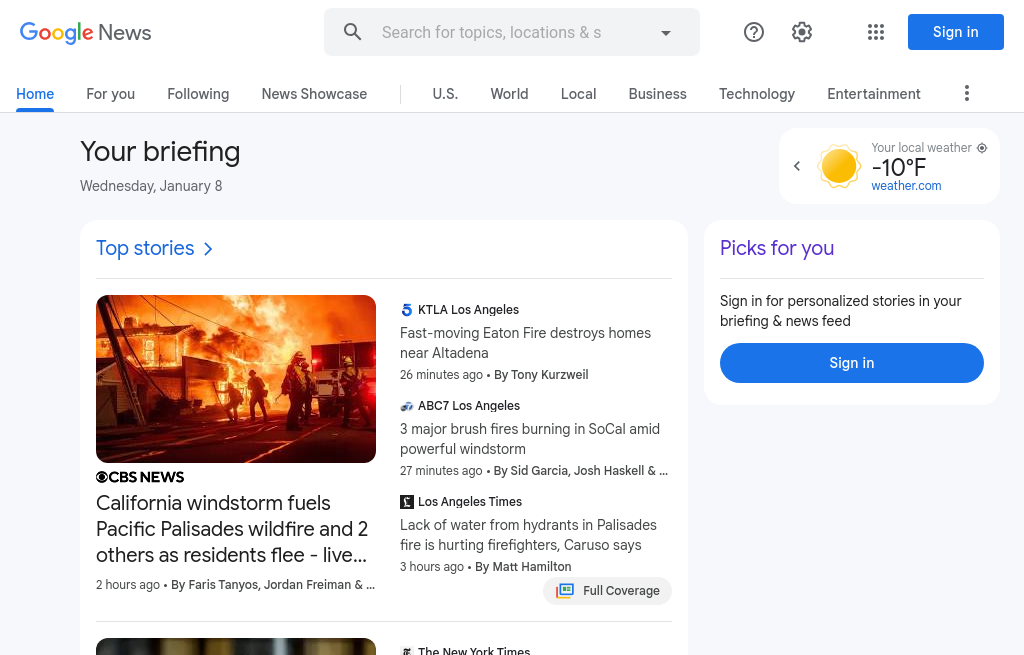 Google News
Search for topics, locations & s
Sign in
Home
For you
Following
News Showcase
U.S.
World
Local
Business
Technology
Entertainment
Your briefing
Wednesday, January 8
Your local weather
-10°F
weather.com
Top stories
CBS NEWS
California windstorm fuels
Pacific Palisades wildfire and 2
others as residents flee - live...
2 hours ago • By Faris Tanyos, Jordan Freiman & ...
5 KTLA Los Angeles
Fast-moving Eaton Fire destroys homes
near Altadena
26 minutes ago • By Tony Kurzweil
ABC7 Los Angeles
3 major brush fires burning in SoCal amid
powerful windstorm
27 minutes ago • By Sid Garcia, Josh Haskell & ...
Los Angeles Times
Lack of water from hydrants in Palisades
fire is hurting firefighters, Caruso says
3 hours ago • By Matt Hamilton
Full Coverage
The New York Times
Picks for you
Sign in for personalized stories in your
briefing & news feed
Sign in